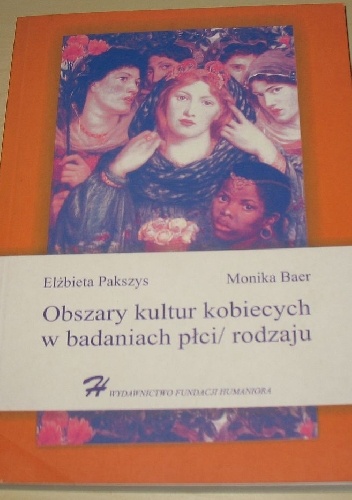 Elżbieta Pakszys Monika Baer
Obszary kultur kobiecych
w badaniach płci/ rodzaju
H WYDAWNICTWO FUNDACJI HUMANIORA